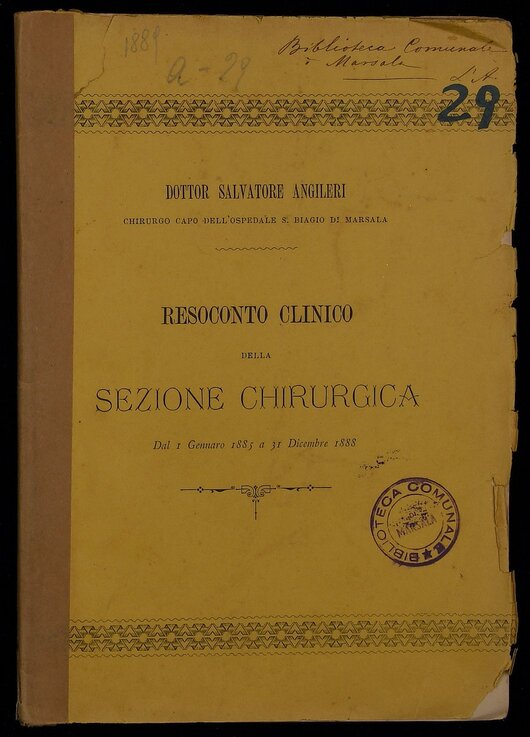 1889
a - 29
Biblioteca Comunale
Marsala
L'A.
29
DOTTOR SALVATORE ANGILERI
CHIRURGO CAPO DELL'OSPEDALE S. BIAGIO DI MARSALA
RESOCONTO CLINICO
DELLA
SEZIONE CHIRURGICA
Dal 1 Gennaro 1885 a 31 Dicembre 1888
BIBLIOTECA COMUNALE
MARSALA